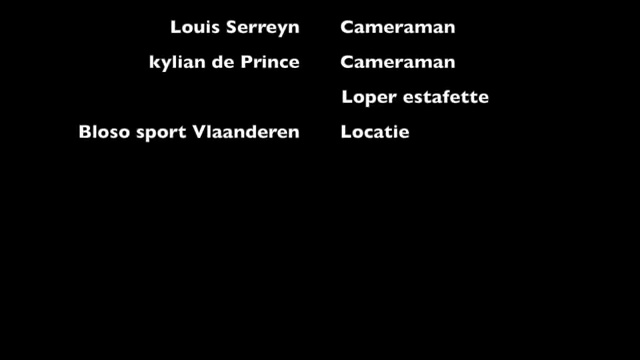 Louis Serreyn Cameraman
kylian de Prince Cameraman
Loper estafette
Bloso sport Vlaanderen Locatie